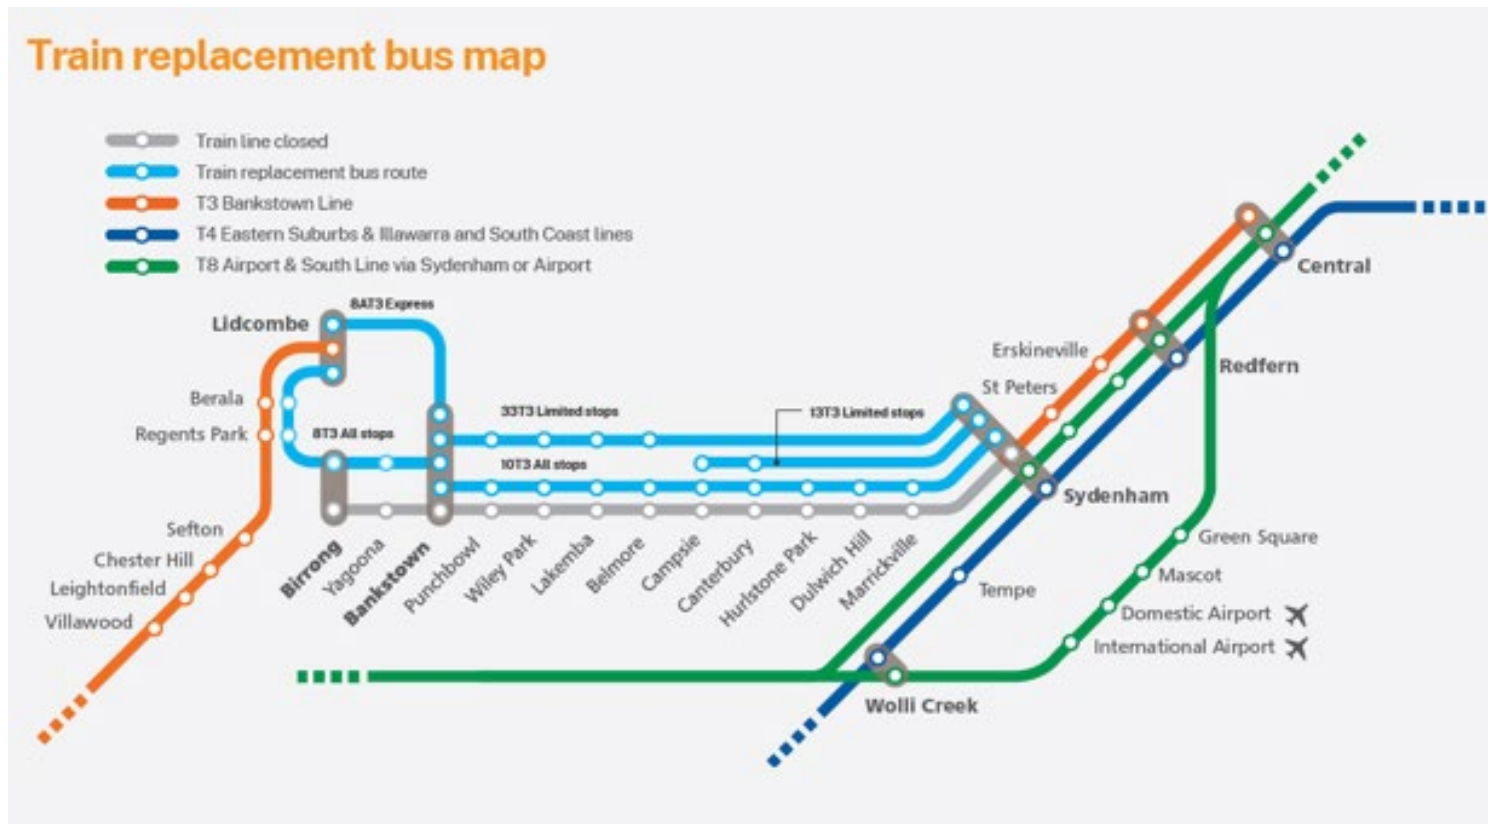 Train replacement bus map
Train line closed
Train replacement bus route
T3 Bankstown Line
T4 Eastern Suburbs & Illawarra and South Coast lines
T8 Airport & South Line via Sydenham or Airport
Central
8AT3 Express
Lidcombe
Erskineville
Redfern
St Peters
Berala
33T3 Limited stops
13T3 Limited stops
Regents Park
8T3 All stops
10T3 All stops
Sydenham
Sefton
Green Square
Chester Hill
Leightonfield
Villawood
Birrong
Yagoona
Bankstown
Punchbowl
Wiley Park
Lakemba
Belmore
Campsie
Canterbury
Hurlstone Park
Dulwich Hill
Marrickville
Mascot
Tempe
Domestic Airport
International Airport
Wolli Creek